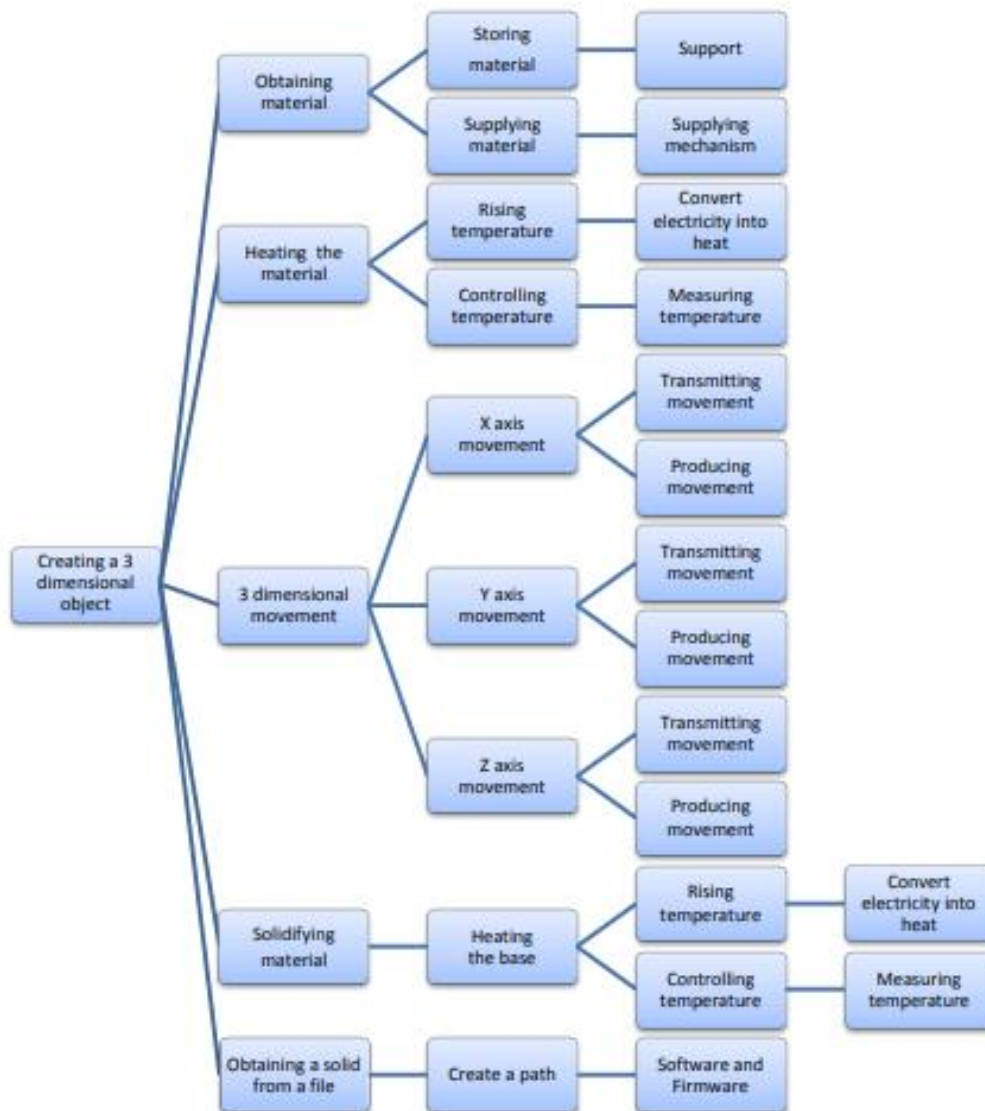 Creating a 3
dimensional
object
Obtaining
material
Storing
material
Support
Supplying
material
Supplying
mechanism
Heating the
material
Rising
temperature
Convert
electricity into
heat
Controlling
temperature
Measuring
temperature
3 dimensional
movement
X axis
movement
Transmitting
movement
Producing
movement
Y axis
movement
Transmitting
movement
Producing
movement
Z axis
movement
Transmitting
movement
Producing
movement
Solidifying
material
Heating
the base
Rising
temperature
Convert
electricity into
heat
Controlling
temperature
Measuring
temperature
Obtaining a solid
from a file
Create a path
Software and
Firmware